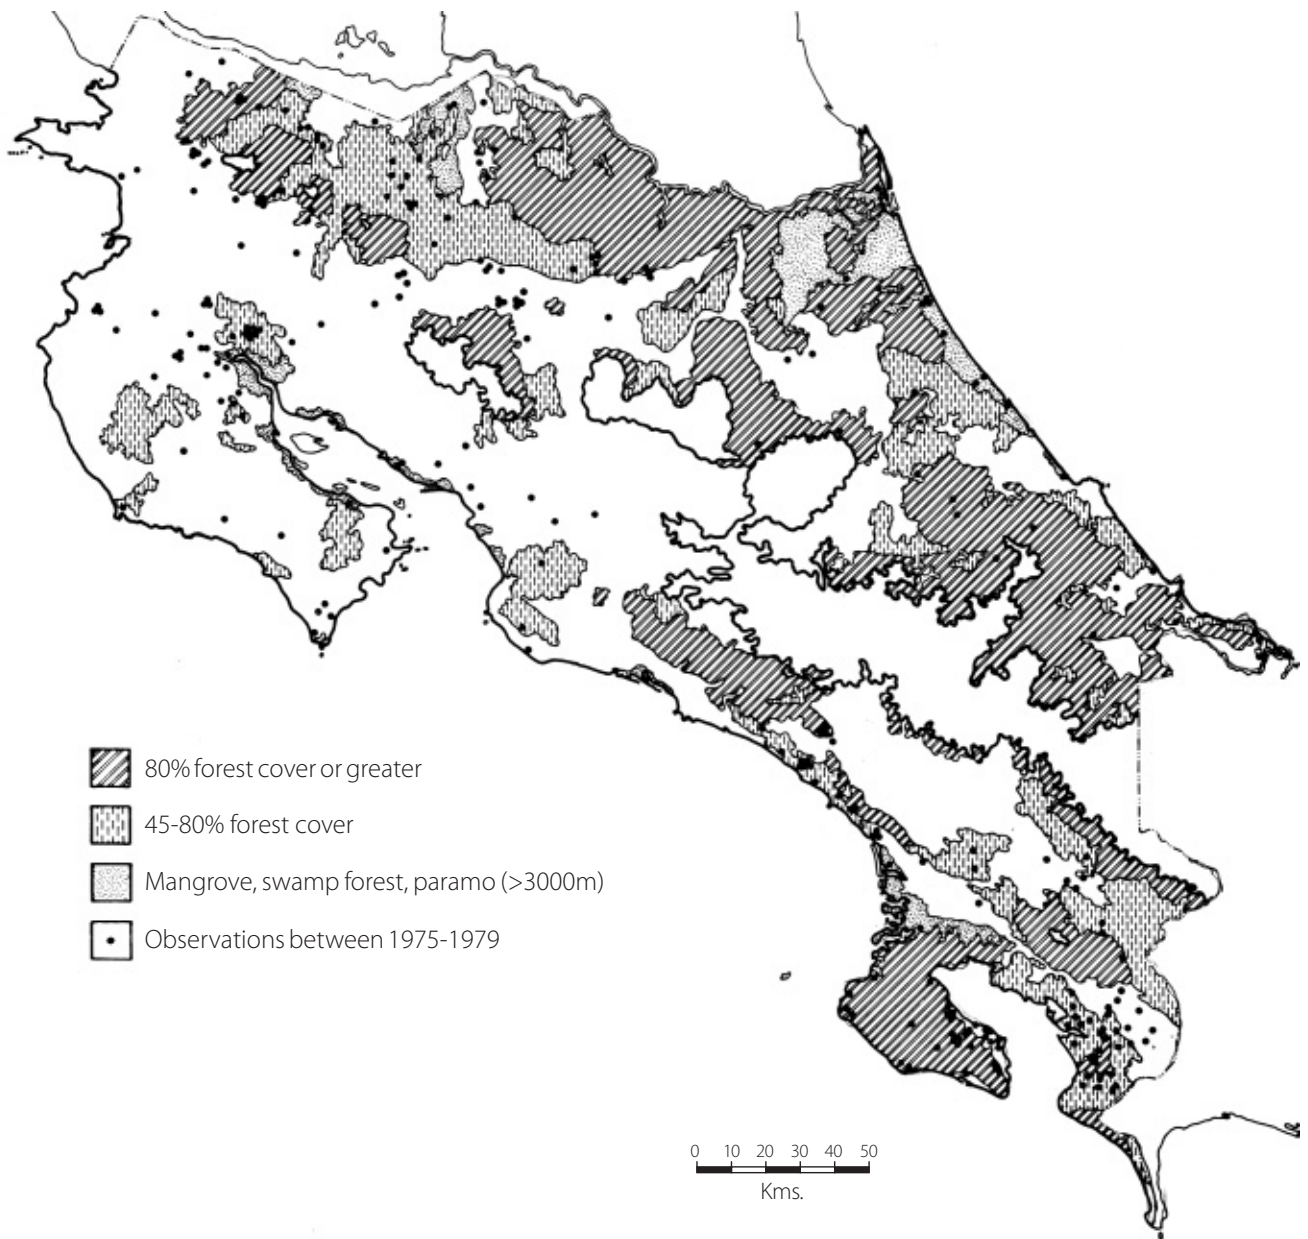 80% forest cover or greater
45-80% forest cover
Mangrove, swamp forest, paramo (>3000m)
Observations between 1975-1979
0 10 20 30 40 50
Kms.